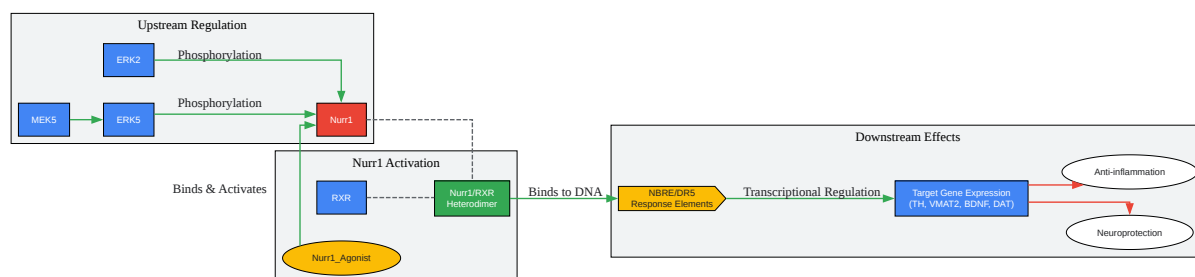 Upstream Regulation
ERK2
Phosphorylation
MEK5
ERK5
Phosphorylation
Nurr1
Nurr1 Activation
Binds & Activates
RXR
Nurr1/RXR
Heterodimer
Nurr1_Agonist
Binds to DNA
Downstream Effects
NBRE/DR5
Response Elements
Transcriptional Regulation
Target Gene Expression
(TH, VMAT2, BDNF, DAT)
Anti-inflammation
Neuroprotection